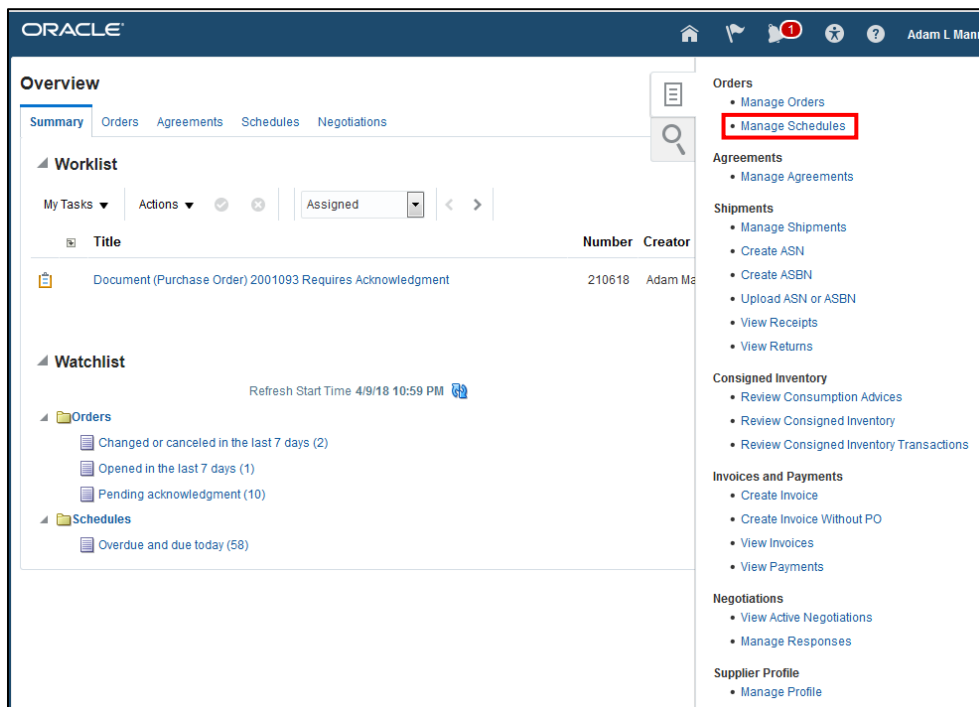 ORACLE
1
?
Adam L Man
Overview
Summary Orders Agreements Schedules Negotiations
Worklist
My Tasks Actions Assigned
Title Number Creator
Document (Purchase Order) 2001093 Requires Acknowledgment 210618 Adam Ma
Watchlist
Refresh Start Time 4/9/18 10:59 PM
Orders
Changed or canceled in the last 7 days (2)
Opened in the last 7 days (1)
Pending acknowledgment (10)
Schedules
Overdue and due today (58)
Orders
• Manage Orders
• Manage Schedules
Agreements
• Manage Agreements
Shipments
• Manage Shipments
• Create ASN
• Create ASBN
• Upload ASN or ASBN
• View Receipts
• View Returns
Consigned Inventory
• Review Consumption Advices
• Review Consigned Inventory
• Review Consigned Inventory Transactions
Invoices and Payments
• Create Invoice
• Create Invoice Without PO
• View Invoices
• View Payments
Negotiations
• View Active Negotiations
• Manage Responses
Supplier Profile
• Manage Profile